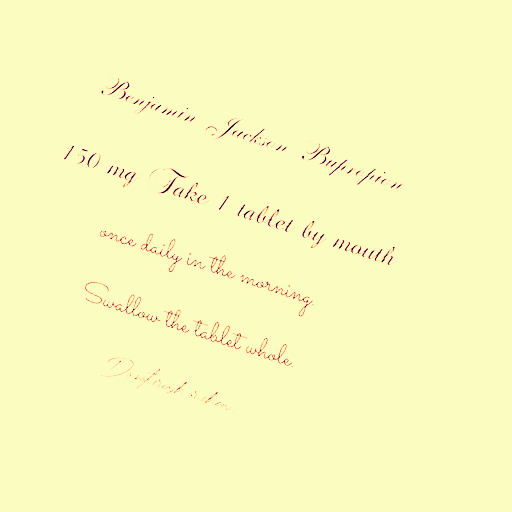 Benjamin Jackson Bupropion
150 mg Take 1 tablet by mouth
once daily in the morning.
Swallow the tablet whole.